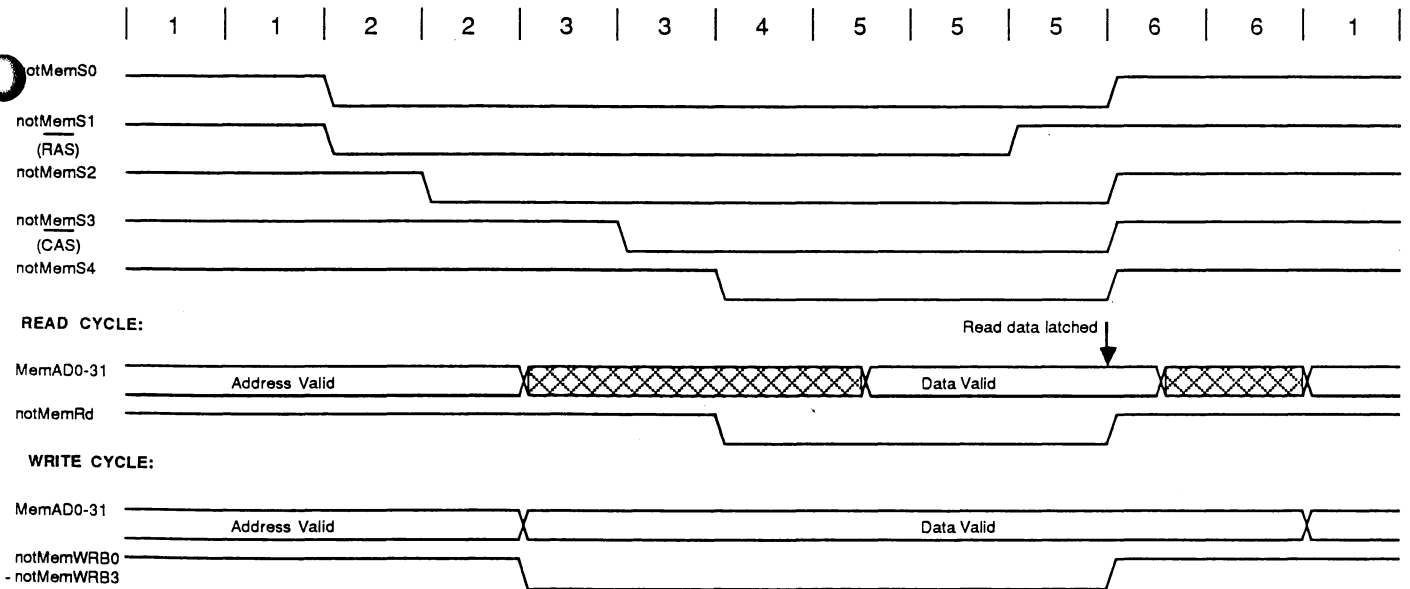 1 1 2 2 3 3 4 5 5 5 6 6 1
otMemS0
notMemS1
(RAS)
notMemS2
notMemS3
(CAS)
notMemS4
READ CYCLE:
Read data latched
MemAD0-31
Address Valid
Data Valid
notMemRd
WRITE CYCLE:
MemAD0-31
Address Valid
Data Valid
notMemWRB0
- notMemWRB3